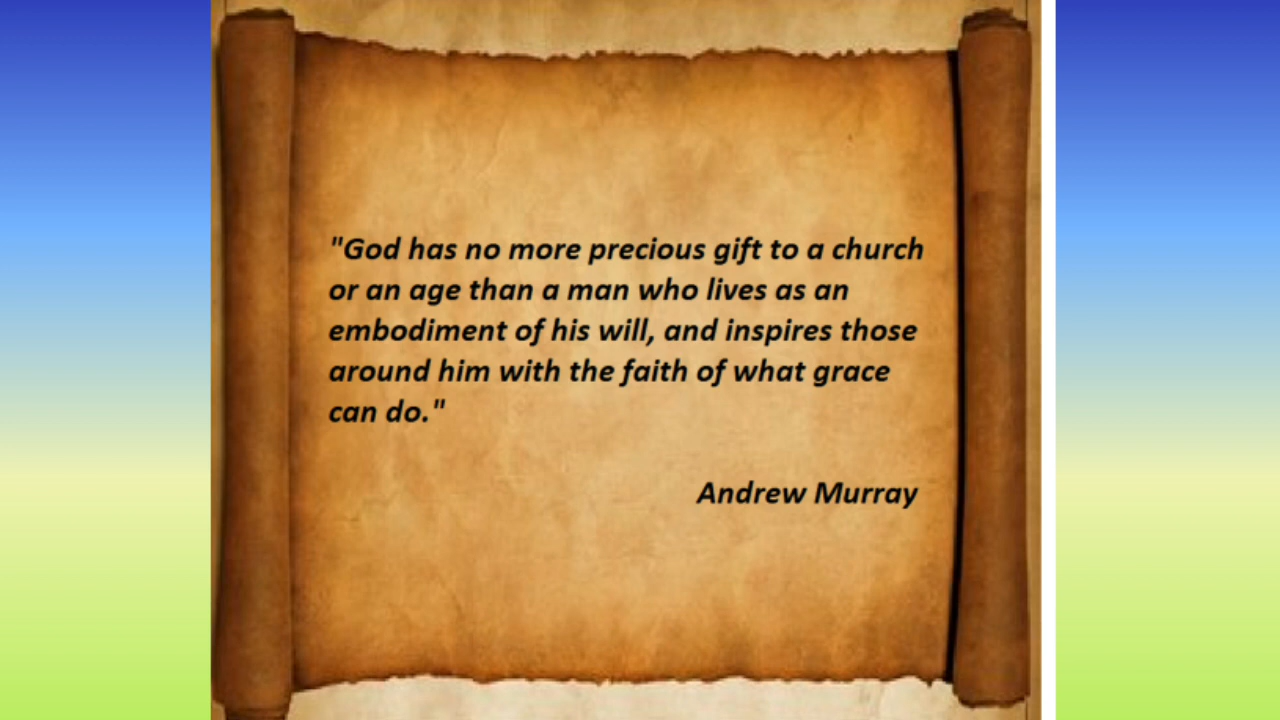 "God has no more precious gift to a church
or an age than a man who lives as an
embodiment of his will, and inspires those
around him with the faith of what grace
can do."
Andrew Murray